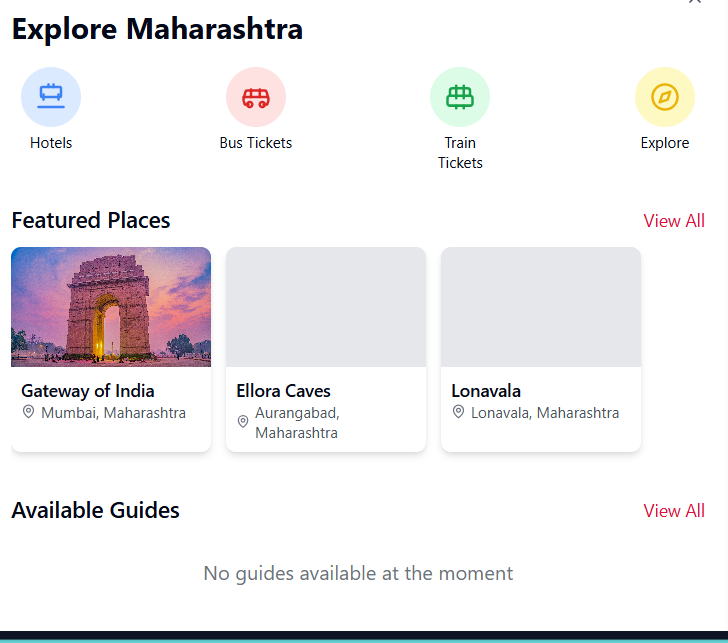 Explore Maharashtra
Hotels
Bus Tickets
Train
Tickets
Explore
Featured Places
View All
Gateway of India
Mumbai, Maharashtra
Ellora Caves
Aurangabad,
Maharashtra
Lonavala
Lonavala, Maharashtra
Available Guides
View All
No guides available at the moment